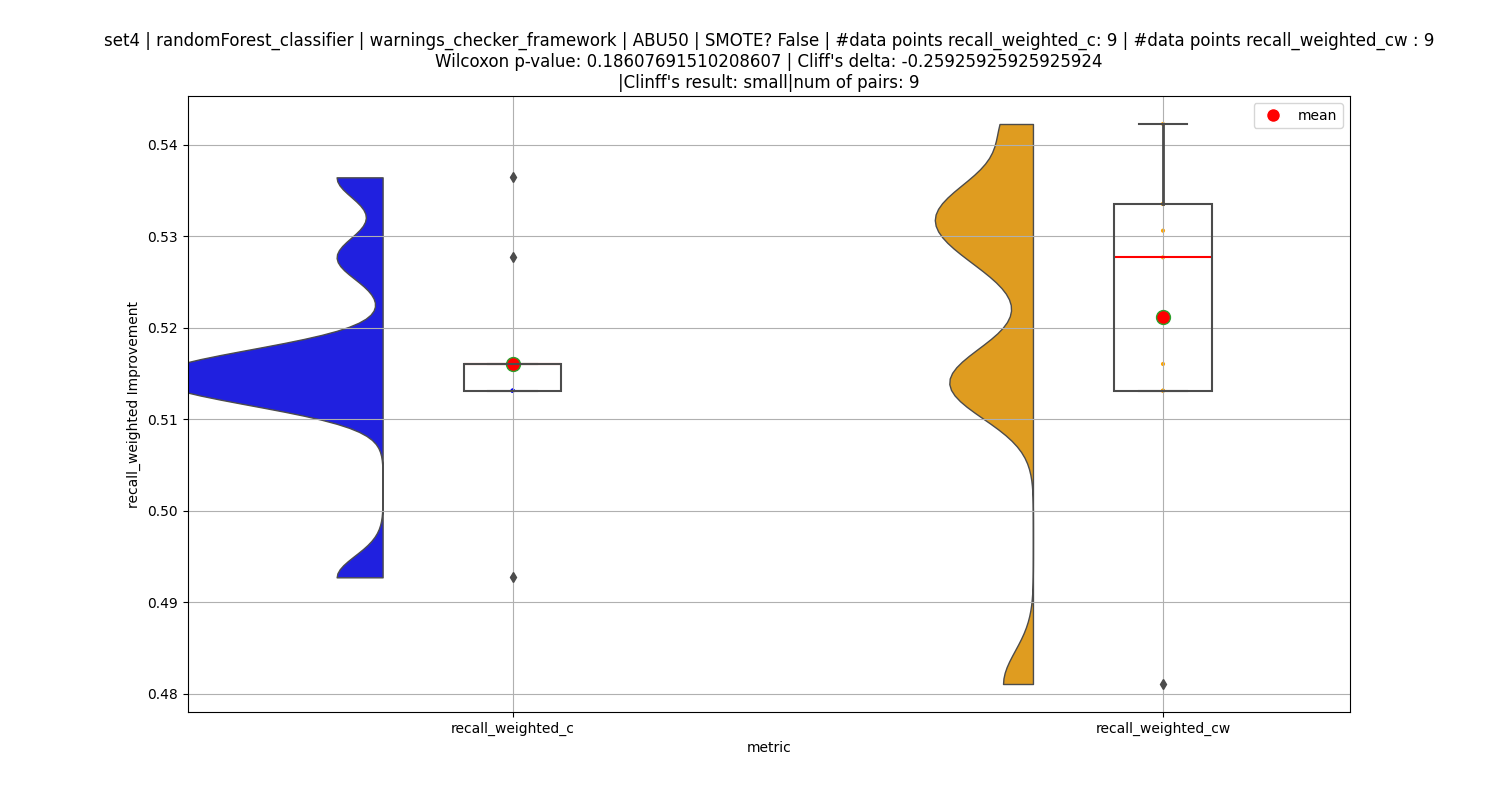 set4 | randomForest_classifier | warnings_checker_framework | ABU50 | SMOTE? False | #data points recall_weighted_c: 9 | #data points recall_weighted_cw : 9
Wilcoxon p-value: 0.18607691510208607 | Cliff's delta: -0.25925925925925924
|Clinff's result: small|num of pairs: 9
mean
0.54
0.53
0.52
0.51
0.50
0.49
0.48
recall_weighted Improvement
recall_weighted_c
recall_weighted_cw
metric